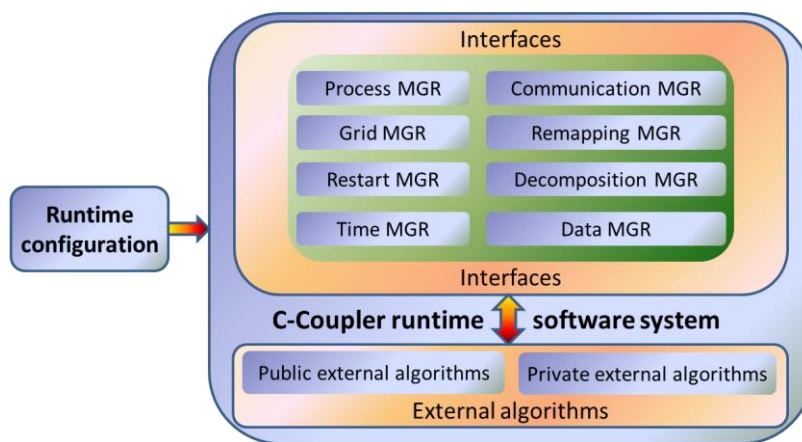 Interfaces
Process MGR
Communication MGR
Grid MGR
Remapping MGR
Restart MGR
Decomposition MGR
Time MGR
Data MGR
Interfaces
Runtime
configuration
C-Coupler runtime software system
Public external algorithms
Private external algorithms
External algorithms